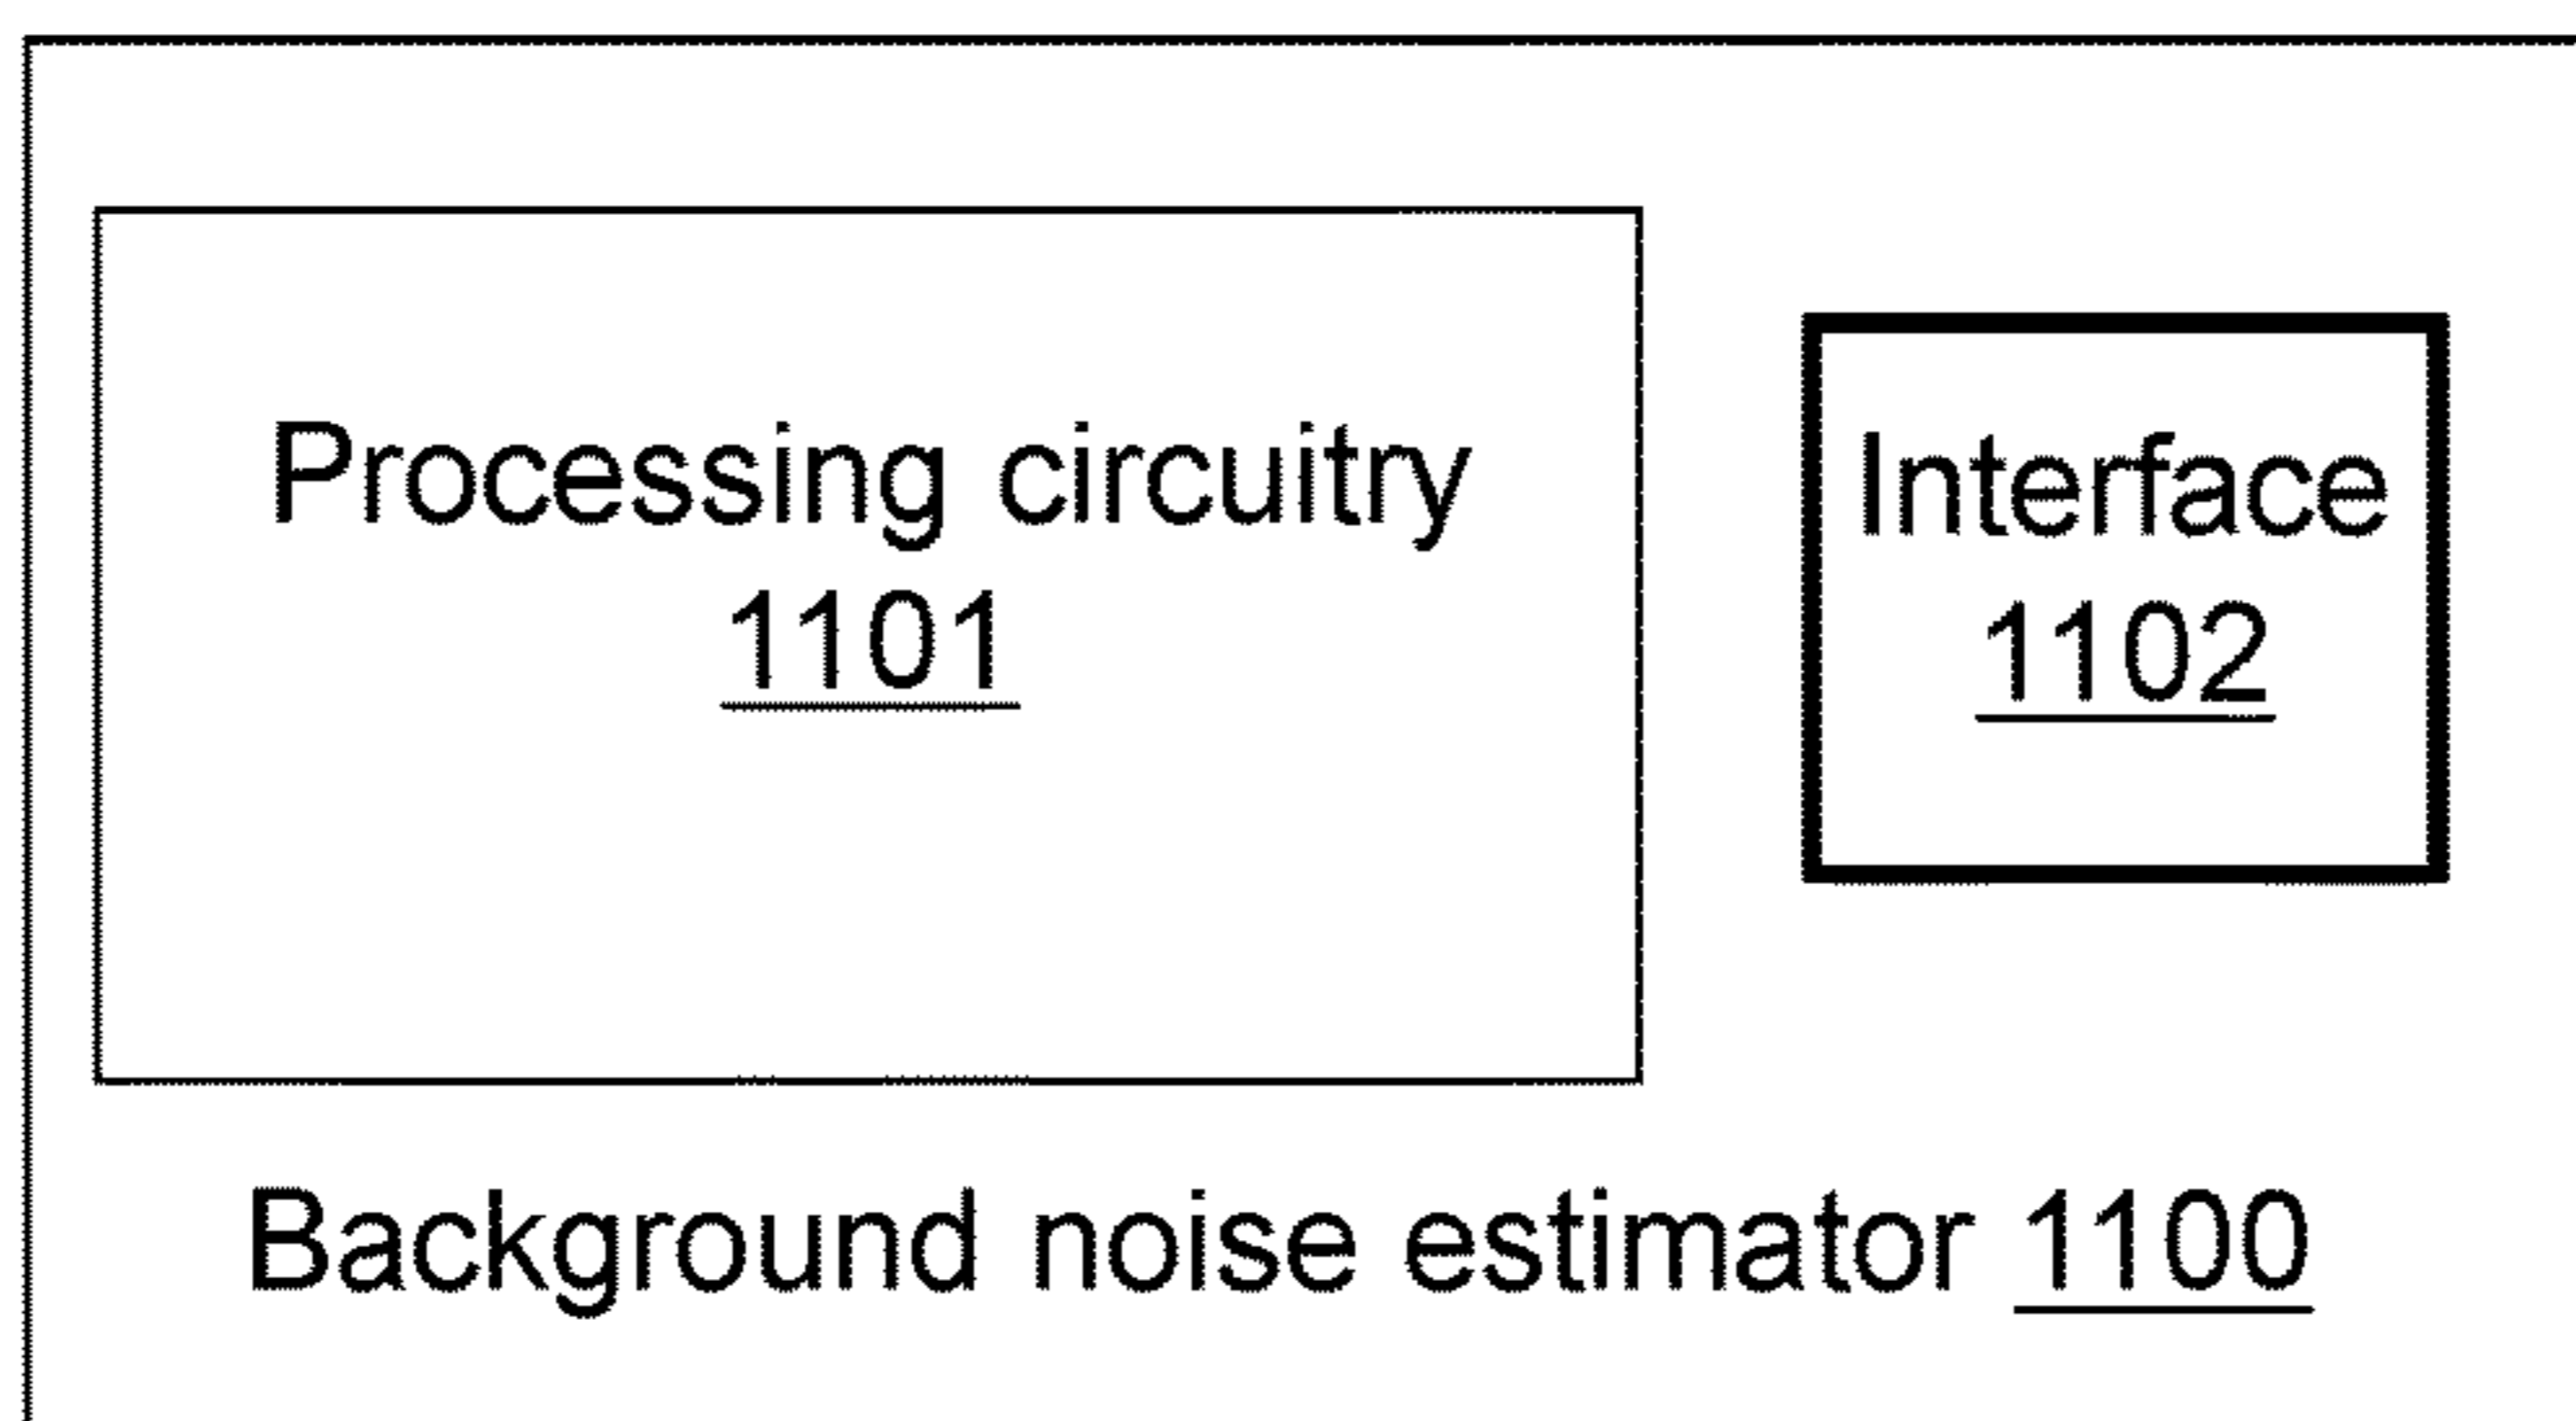 Processing circuitry
1101
Interface
1102
Background noise estimator 1100